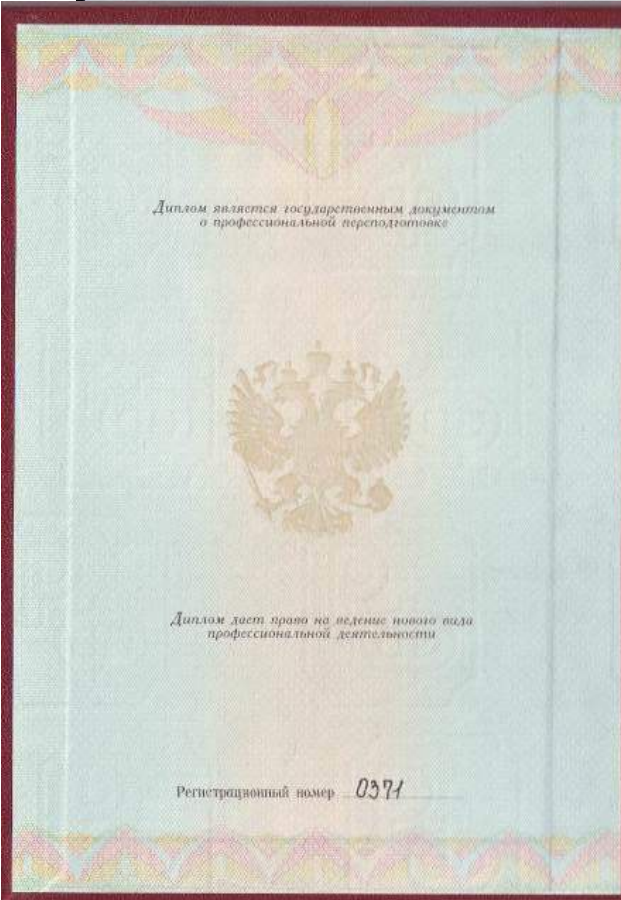 Диплом является государственным документом
о профессиональной переподготовке
Диплом дает право на ведение нового вида
профессиональной деятельности
Регистрационный номер 0371